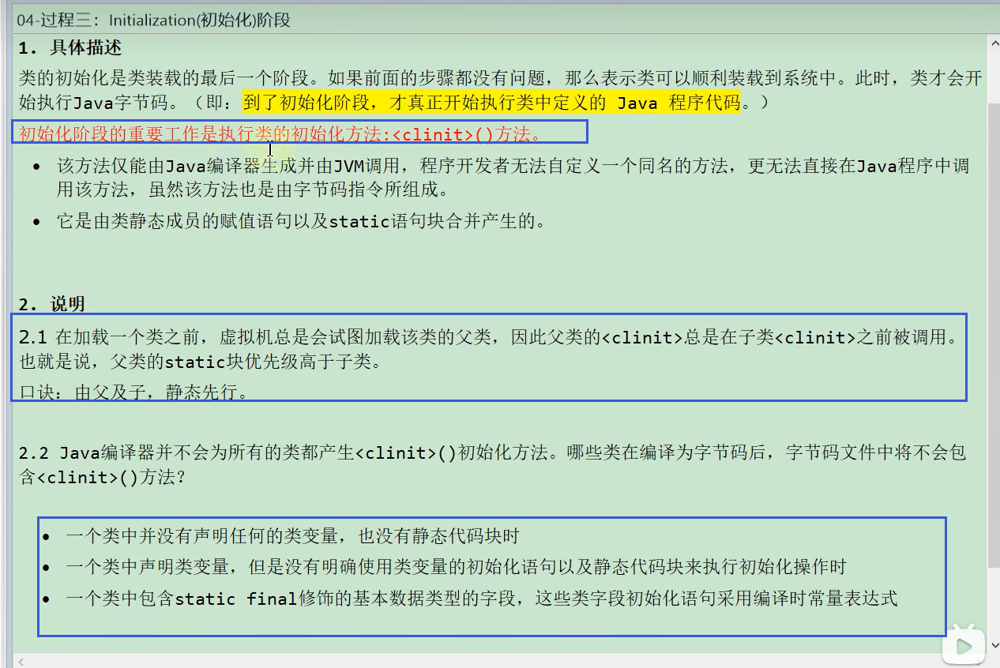 04-过程三：Initialization(初始化)阶段
1. 具体描述
类的初始化是类装载的最后一个阶段。如果前面的步骤都没有问题，那么表示类可以顺利装载到系统中。此时，类才会开
始执行Java字节码。（即：到了初始化阶段，才真正开始执行类中定义的 Java 程序代码。）
初始化阶段的重要工作是执行类的初始化方法:<clinit>()方法。
• 该方法仅能由Java编译器生成并由JVM调用，程序开发者无法自定义一个同名的方法，更无法直接在Java程序中调
用该方法，虽然该方法也是由字节码指令所组成。
• 它是由类静态成员的赋值语句以及static语句块合并产生的。
2. 说明
2.1 在加载一个类之前，虚拟机总是会试图加载该类的父类，因此父类的<clinit>总是在子类<clinit>之前被调用。
也就是说，父类的static块优先级高于子类。
口诀：由父及子，静态先行。
2.2 Java编译器并不会为所有的类都产生<clinit>()初始化方法。哪些类在编译为字节码后，字节码文件中将不会包
含<clinit>()方法？
• 一个类中并没有声明任何的类变量，也没有静态代码块时
• 一个类中声明类变量，但是没有明确使用类变量的初始化语句以及静态代码块来执行初始化操作时
• 一个类中包含static final修饰的基本数据类型的字段，这些类字段初始化语句采用编译时常量表达式